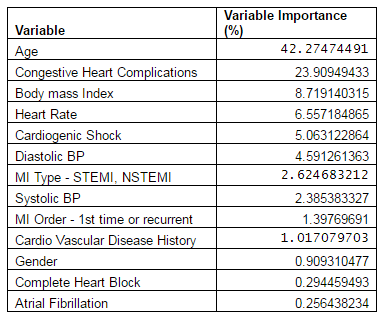 Variable Variable Importance
(%)
Age 42.27474491
Congestive Heart Complications 23.90949433
Body mass Index 8.719140315
Heart Rate 6.557184865
Cardiogenic Shock 5.063122864
Diastolic BP 4.591261363
MI Type - STEMI, NSTEMI 2.624683212
Systolic BP 2.385383327
MI Order - 1st time or recurrent 1.39769691
Cardio Vascular Disease History 1.017079703
Gender 0.909310477
Complete Heart Block 0.294459493
Atrial Fibrillation 0.256438234